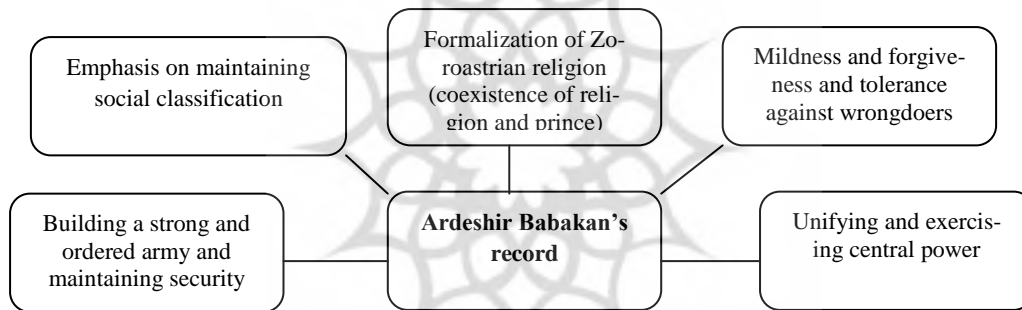 Emphasis on maintaining
social classification
Formalization of Zo-
roastrian religion
(coexistence of reli-
gion and prince)
Mildness and forgive-
ness and tolerance
against wrongdoers
Building a strong and
ordered army and
maintaining security
Ardeshir Babakan’s
record
Unifying and exercis-
ing central power